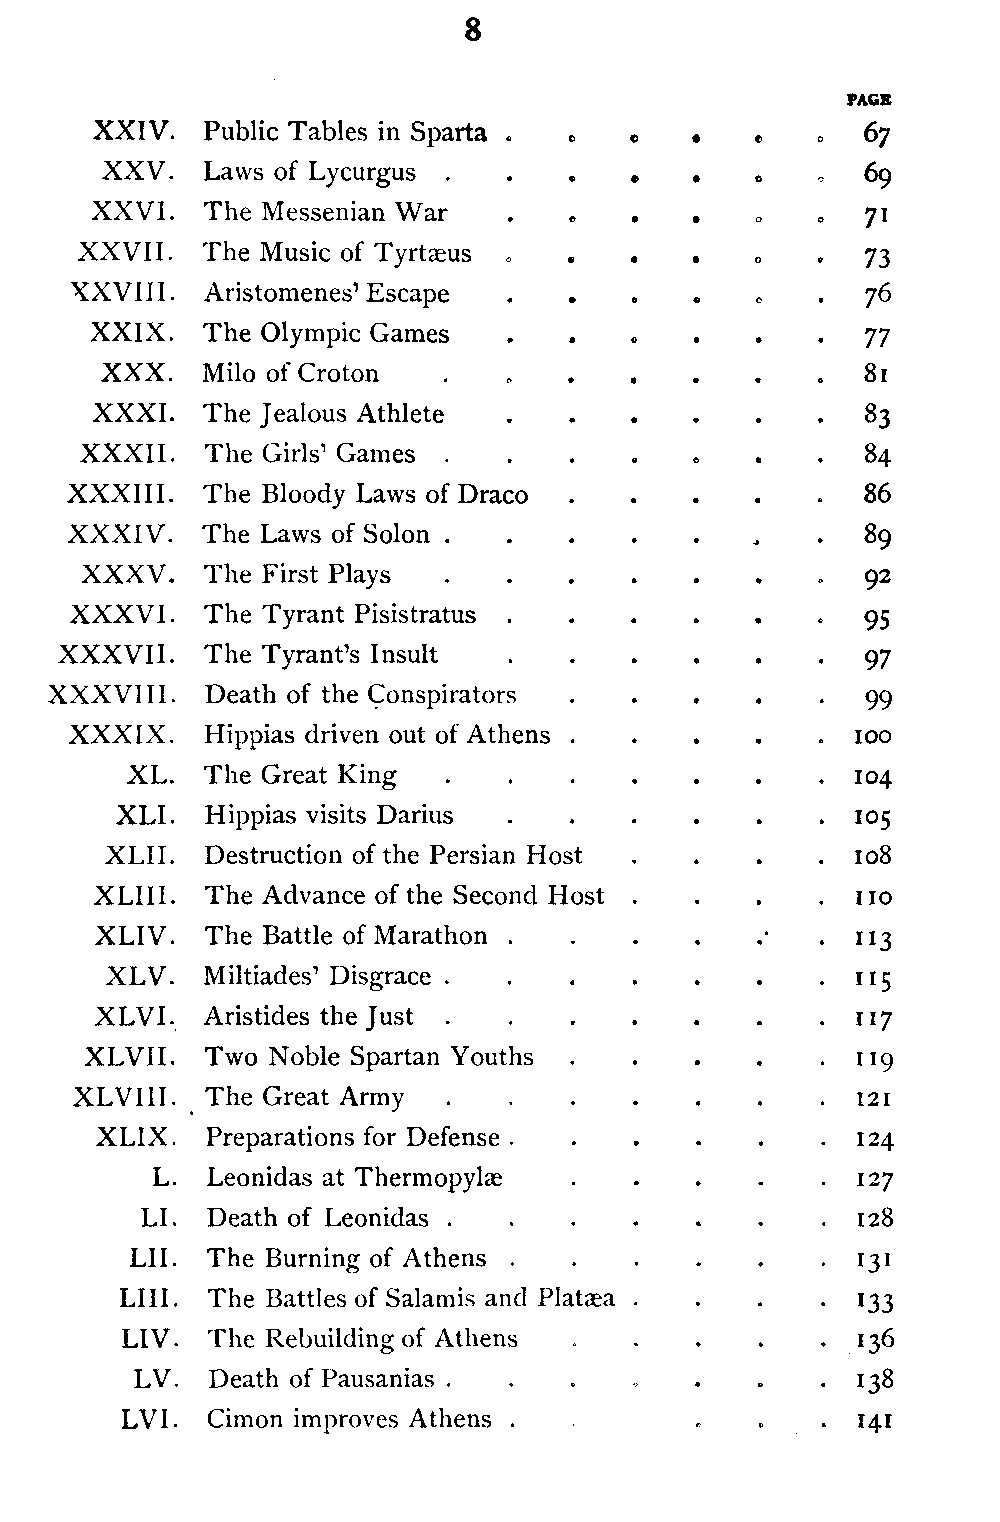 8
PAGE
XXIV. Public Tables in Sparta . . . . . . 67
XXV. Laws of Lycurgus . . . . . . . 69
XXVI. The Messenian War . . . . . . 71
XXVII. The Music of Tyrtæus . . . . . . 73
XXVIII. Aristomenes' Escape . . . . . . 76
XXIX. The Olympic Games . . . . . . 77
XXX. Milo of Croton . . . . . . . 81
XXXI. The Jealous Athlete . . . . . . 83
XXXII. The Girls' Games . . . . . . . 84
XXXIII. The Bloody Laws of Draco . . . . . 86
XXXIV. The Laws of Solon . . . . . . . 89
XXXV. The First Plays . . . . . . . 92
XXXVI. The Tyrant Pisistratus . . . . . . 95
XXXVII. The Tyrant's Insult . . . . . . 97
XXXVIII. Death of the Conspirators . . . . . 99
XXXIX. Hippias driven out of Athens . . . . . 100
XL. The Great King . . . . . . . 104
XLI. Hippias visits Darius . . . . . . 105
XLII. Destruction of the Persian Host . . . . 108
XLIII. The Advance of the Second Host . . . . 110
XLIV. The Battle of Marathon . . . . . . 113
XLV. Miltiades' Disgrace . . . . . . . 115
XLVI. Aristides the Just . . . . . . . 117
XLVII. Two Noble Spartan Youths . . . . . 119
XLVIII. The Great Army . . . . . . . 121
XLIX. Preparations for Defense . . . . . . 124
L. Leonidas at Thermopylæ . . . . . 127
LI. Death of Leonidas . . . . . . . 128
LII. The Burning of Athens . . . . . . 131
LIII. The Battles of Salamis and Platæa . . . . 133
LIV. The Rebuilding of Athens . . . . . 136
LV. Death of Pausanias . . . . . . . 138
LVI. Cimon improves Athens . . . . . 141